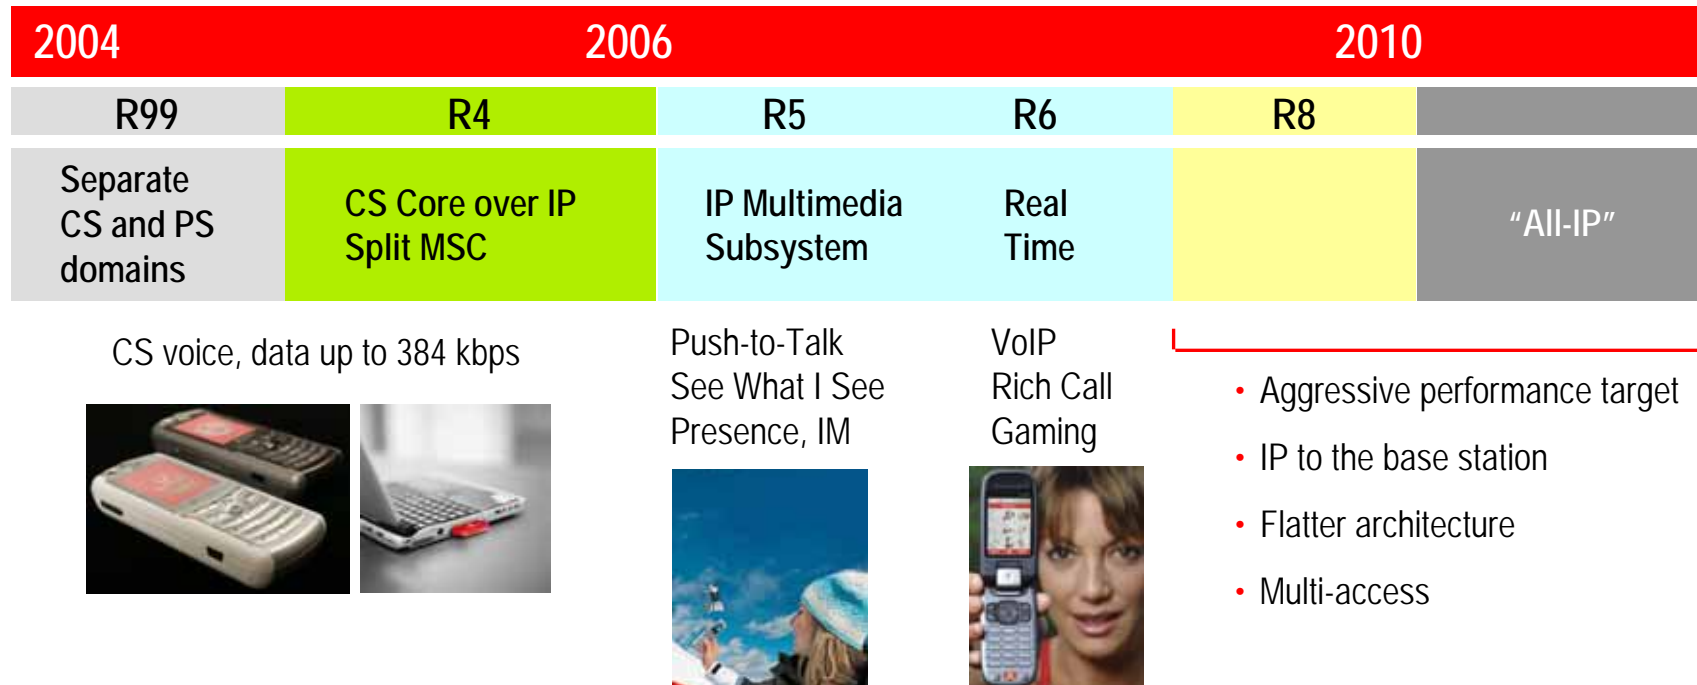 2004 2006 2010
R99 R4 R5 R6 R8
Separate
CS and PS
domains
CS Core over IP
Split MSC
IP Multimedia
Subsystem
Real
Time
“All-IP”
CS voice, data up to 384 kbps
Push-to-Talk
See What I See
Presence, IM
VoIP
Rich Call
Gaming
• Aggressive performance target
• IP to the base station
• Flatter architecture
• Multi-access